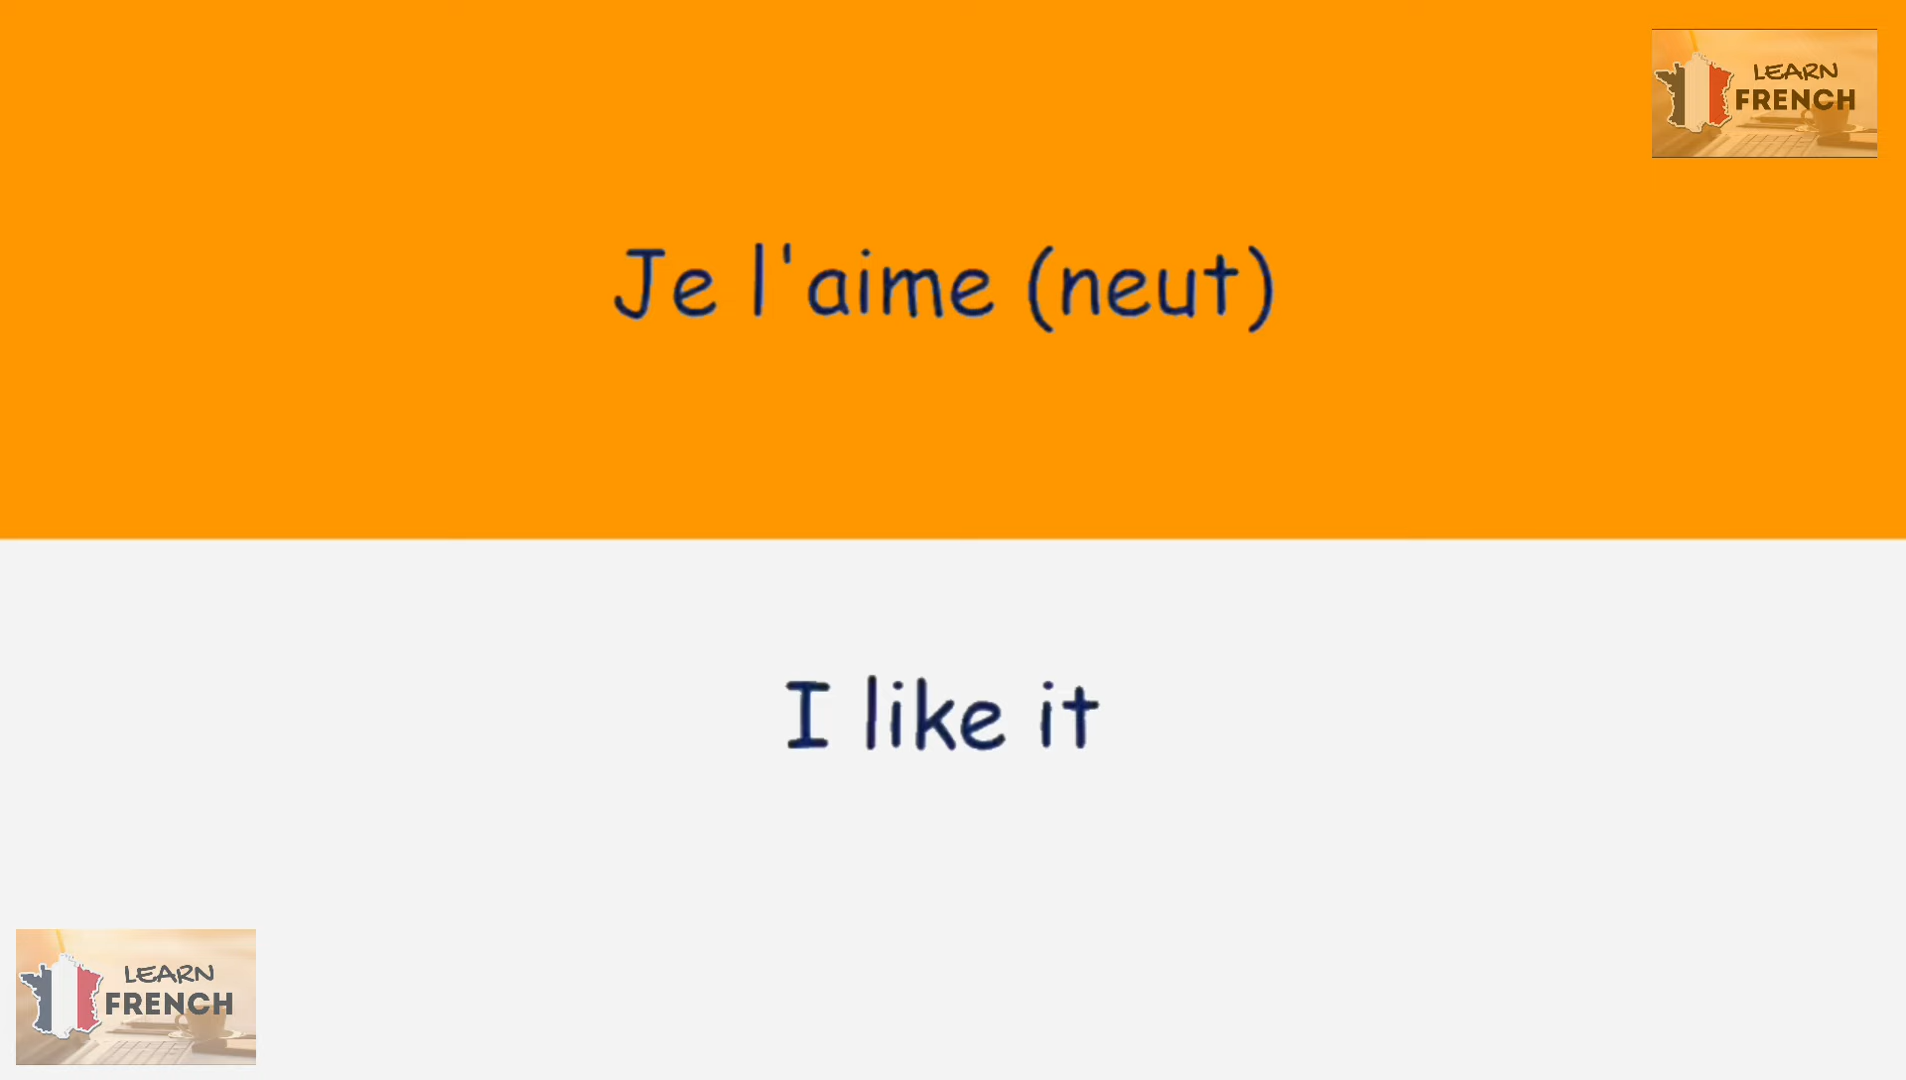 LEARN
FRENCH
Je l'aime (neut)
I like it
LEARN
FRENCH